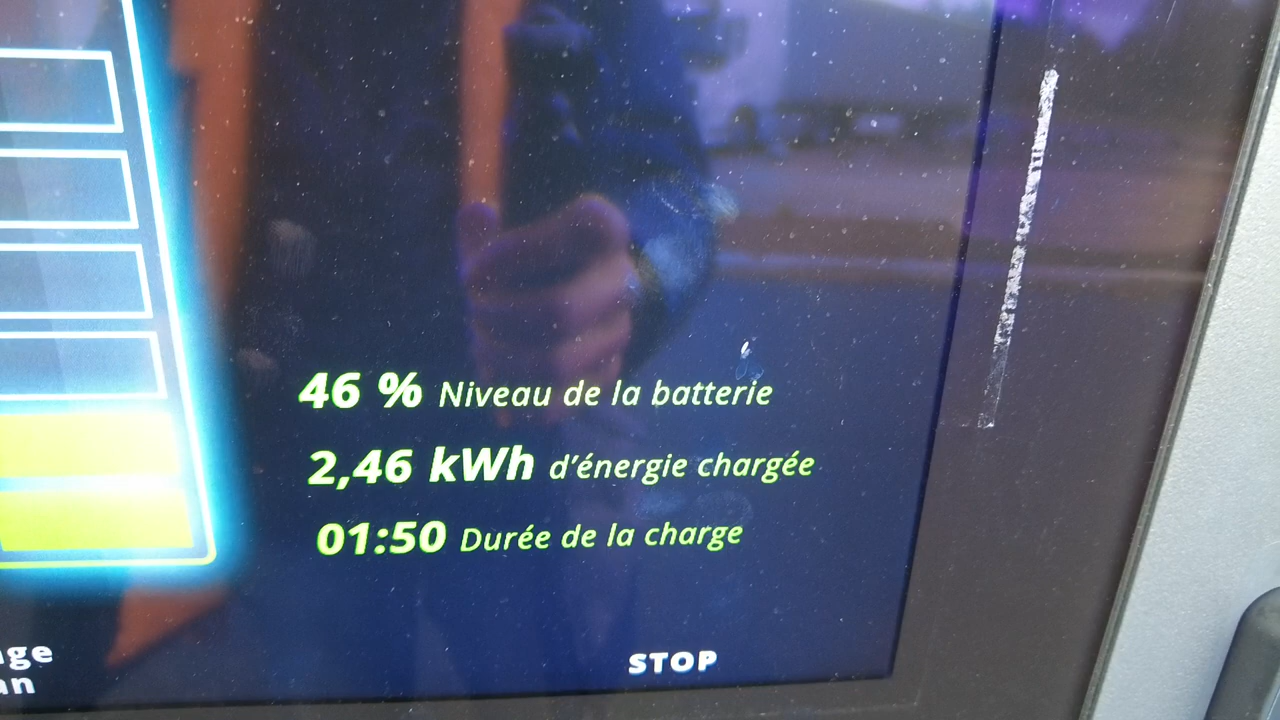 46 % Niveau de la batterie
2,46 kWh d'énergie chargée
01:50 Durée de la charge
STOP